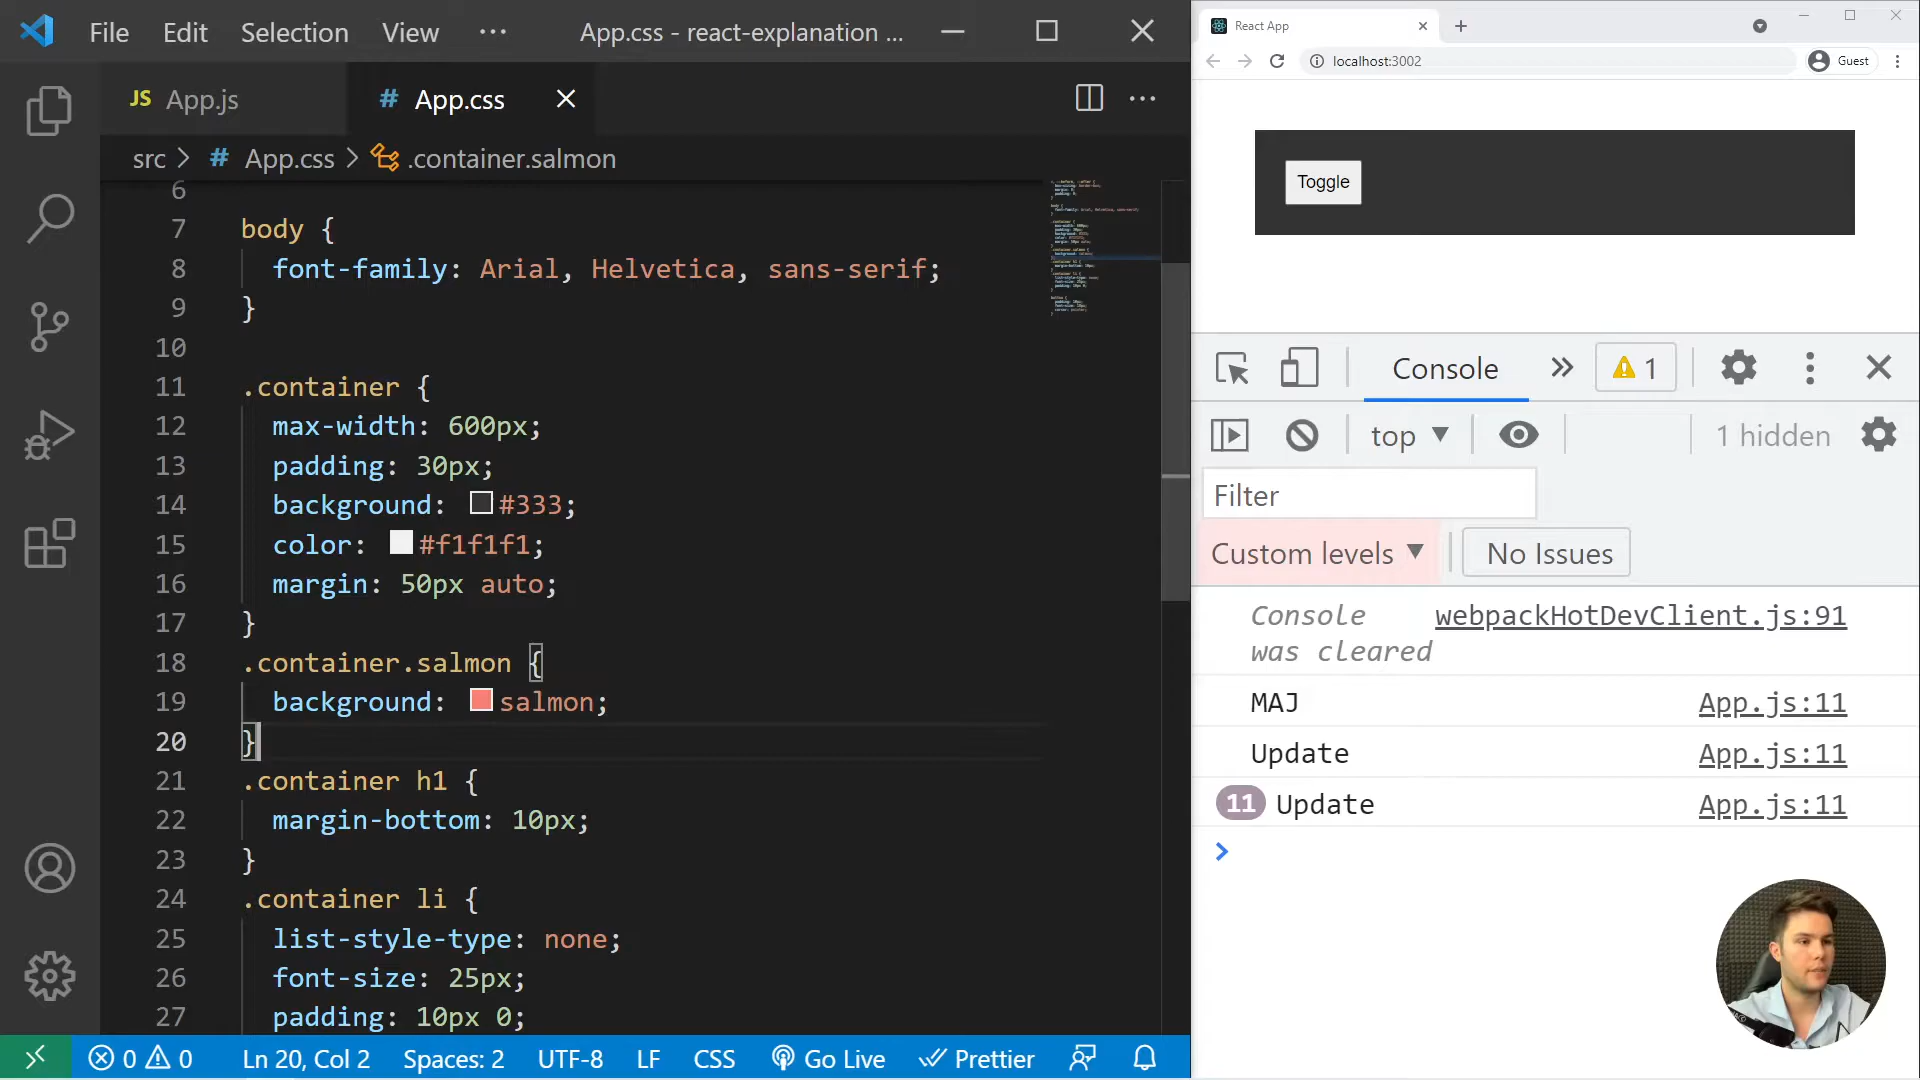 File Edit Selection View ··· App.css - react-explanation ...
JS App.js # App.css
src > # App.css > .container.salmon
6
7 body {
8 font-family: Arial, Helvetica, sans-serif;
9 }
10
11 .container {
12 max-width: 600px;
13 padding: 30px;
14 background: #333;
15 color: #f1f1f1;
16 margin: 50px auto;
17 }
18 .container.salmon {
19 background: salmon;
20 }
21 .container h1 {
22 margin-bottom: 10px;
23 }
24 .container li {
25 list-style-type: none;
26 font-size: 25px;
27 padding: 10px 0;
0 0 Ln 20, Col 2 Spaces: 2 UTF-8 LF CSS Go Live Prettier
React App
localhost:3002 Guest
Toggle
Console 1
top 1 hidden
Filter
Custom levels No Issues
Console webpackHotDevClient.js:91
was cleared
MAJ App.js:11
Update App.js:11
11 Update App.js:11